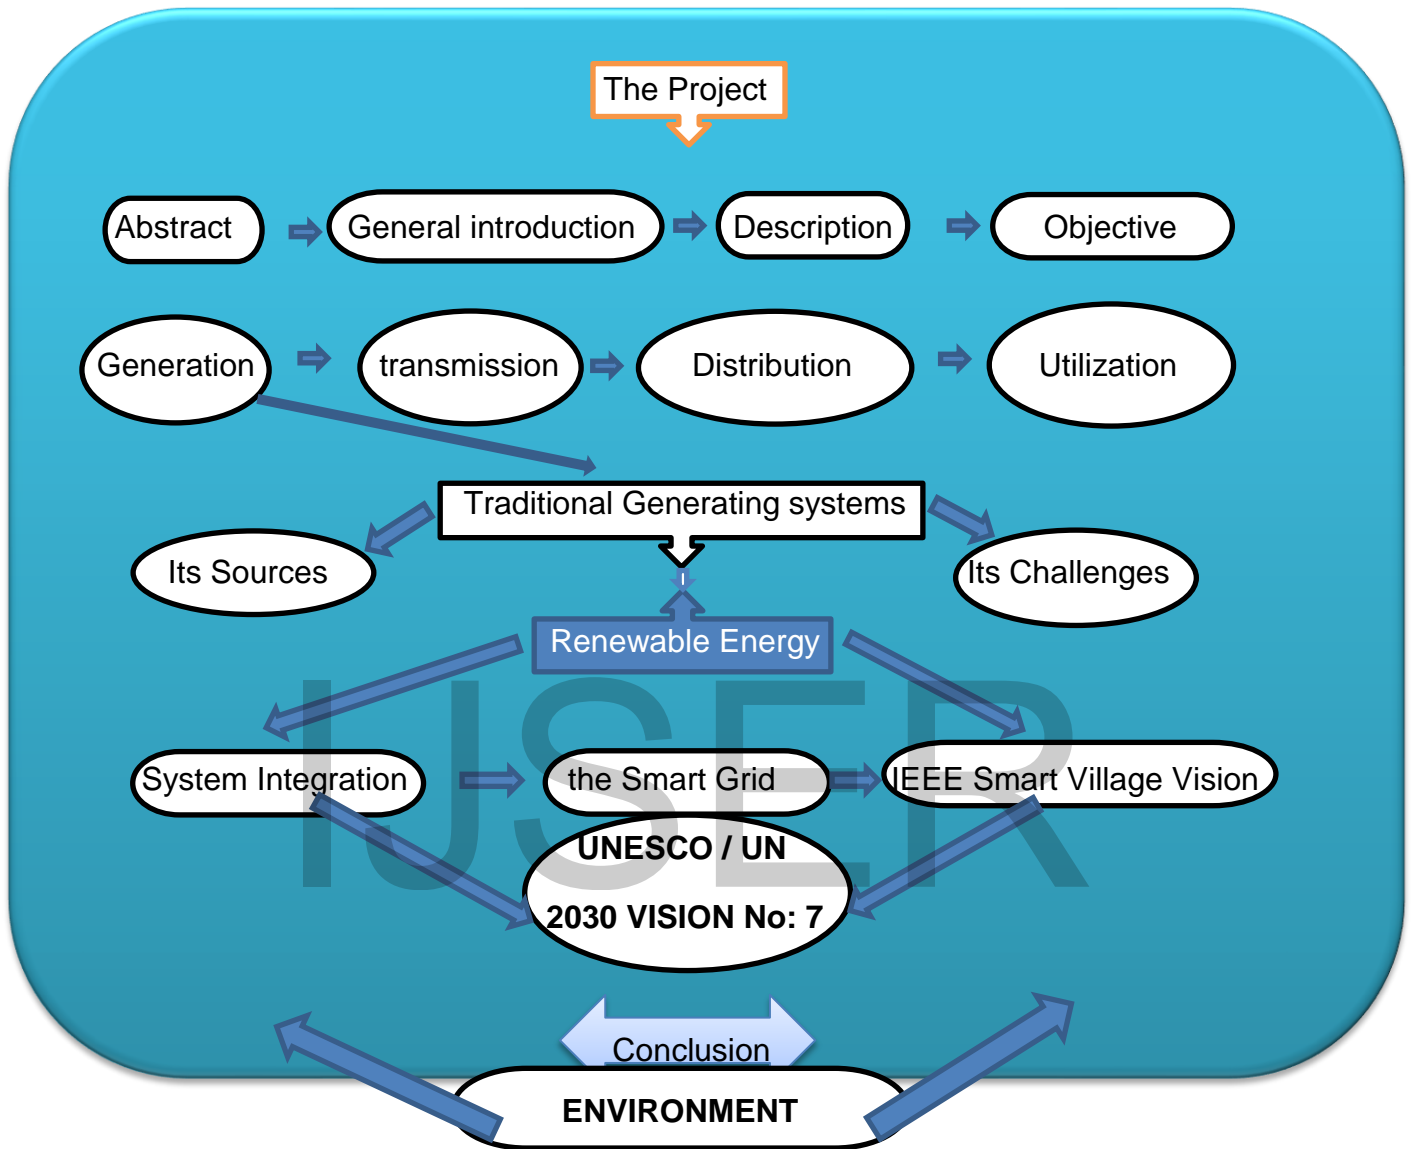 The Project
Abstract
General introduction
Description
Objective
Generation
transmission
Distribution
Utilization
Traditional Generating systems
Its Sources
Its Challenges
Renewable Energy
System Integration
the Smart Grid
IEEE Smart Village Vision
UNESCO / UN
2030 VISION No: 7
IJSER
Conclusion
ENVIRONMENT